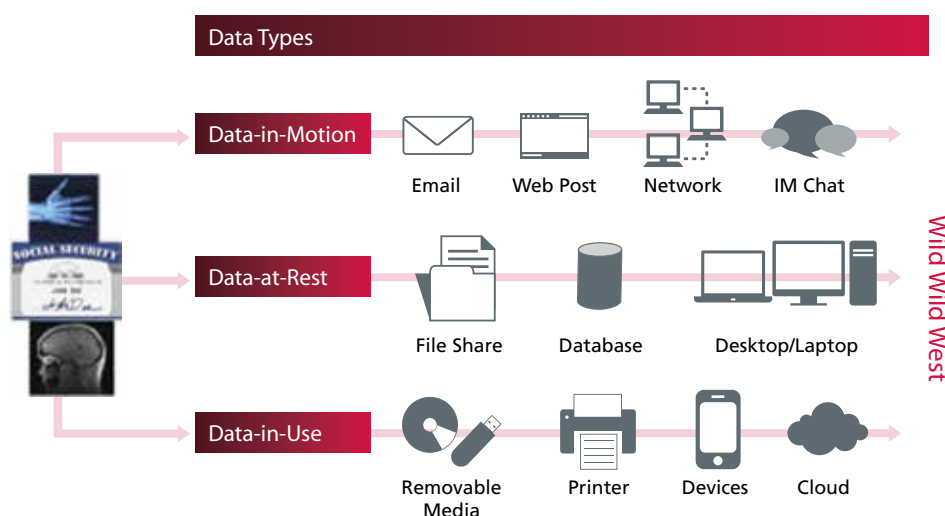 Data Types
Data-in-Motion
Email
Web Post
Network
IM Chat
SOCIAL SECURITY
Data-at-Rest
File Share
Database
Desktop/Laptop
Wild Wild West
Data-in-Use
Removable
Media
Printer
Devices
Cloud